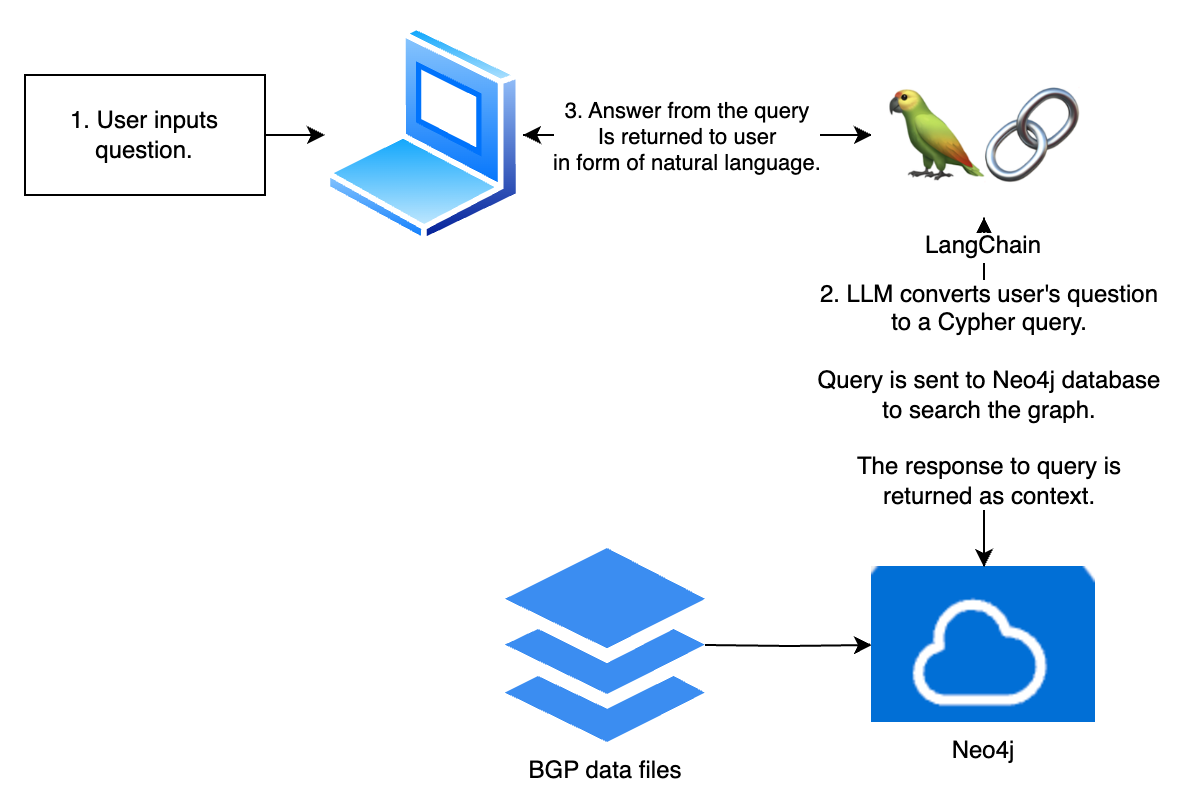 1. User inputs
question.
3. Answer from the query
Is returned to user
in form of natural language.
LangChain
2. LLM converts user's question
to a Cypher query.
Query is sent to Neo4j database
to search the graph.
The response to query is
returned as context.
BGP data files
Neo4j